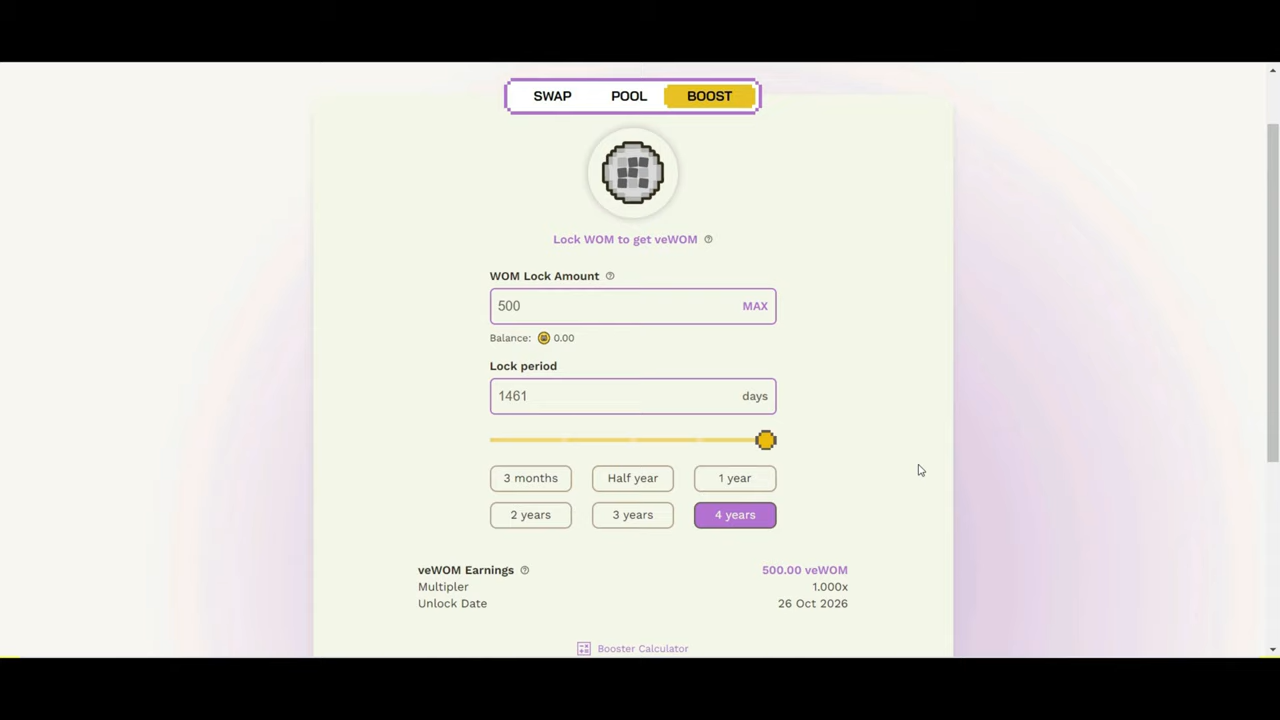 SWAP POOL BOOST
Lock WOM to get veWOM
WOM Lock Amount
500 MAX
Balance: 0.00
Lock period
1461 days
3 months Half year 1 year
2 years 3 years 4 years
veWOM Earnings 500.00 veWOM
Multipler 1.000x
Unlock Date 26 Oct 2026
Booster Calculator